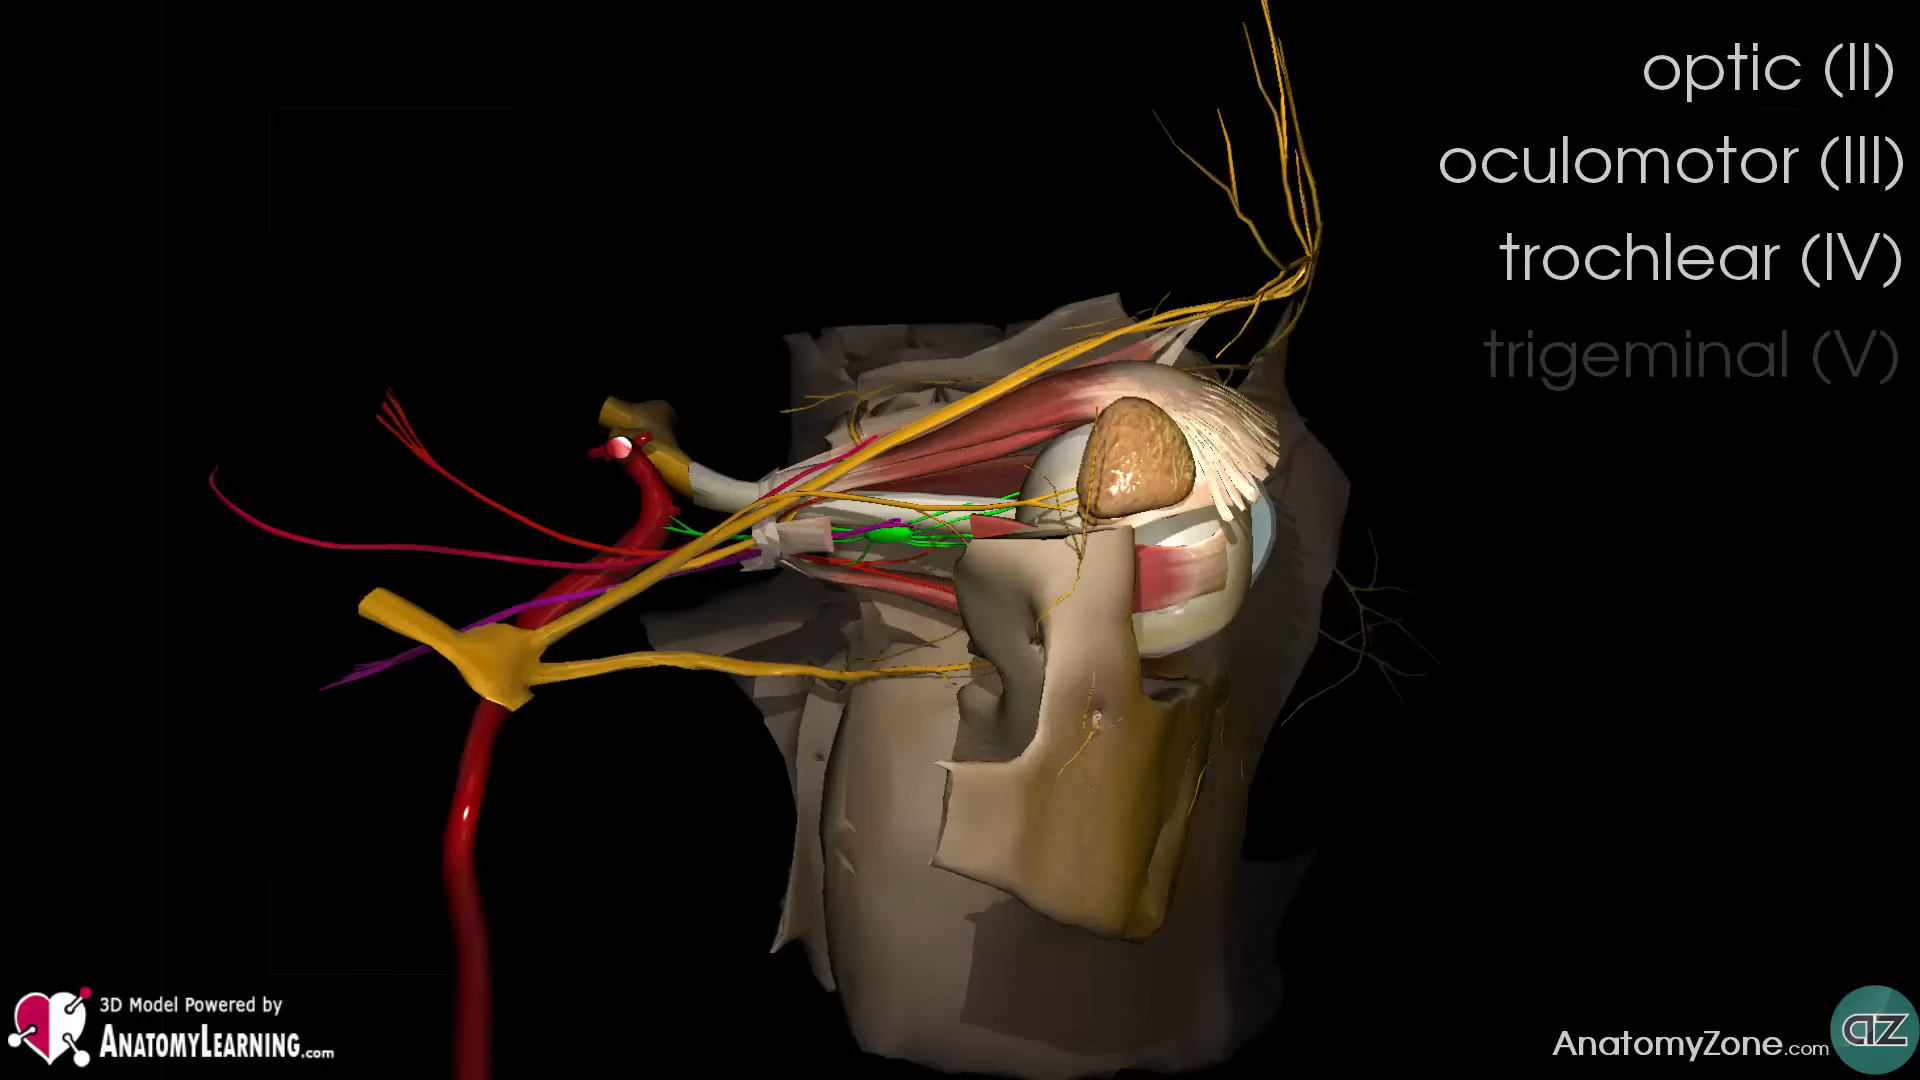 optic (II)
oculomotor (III)
trochlear (IV)
trigeminal (V)
3D Model Powered by
ANATOMYLEARNING.com
AnatomyZone.com
AZ